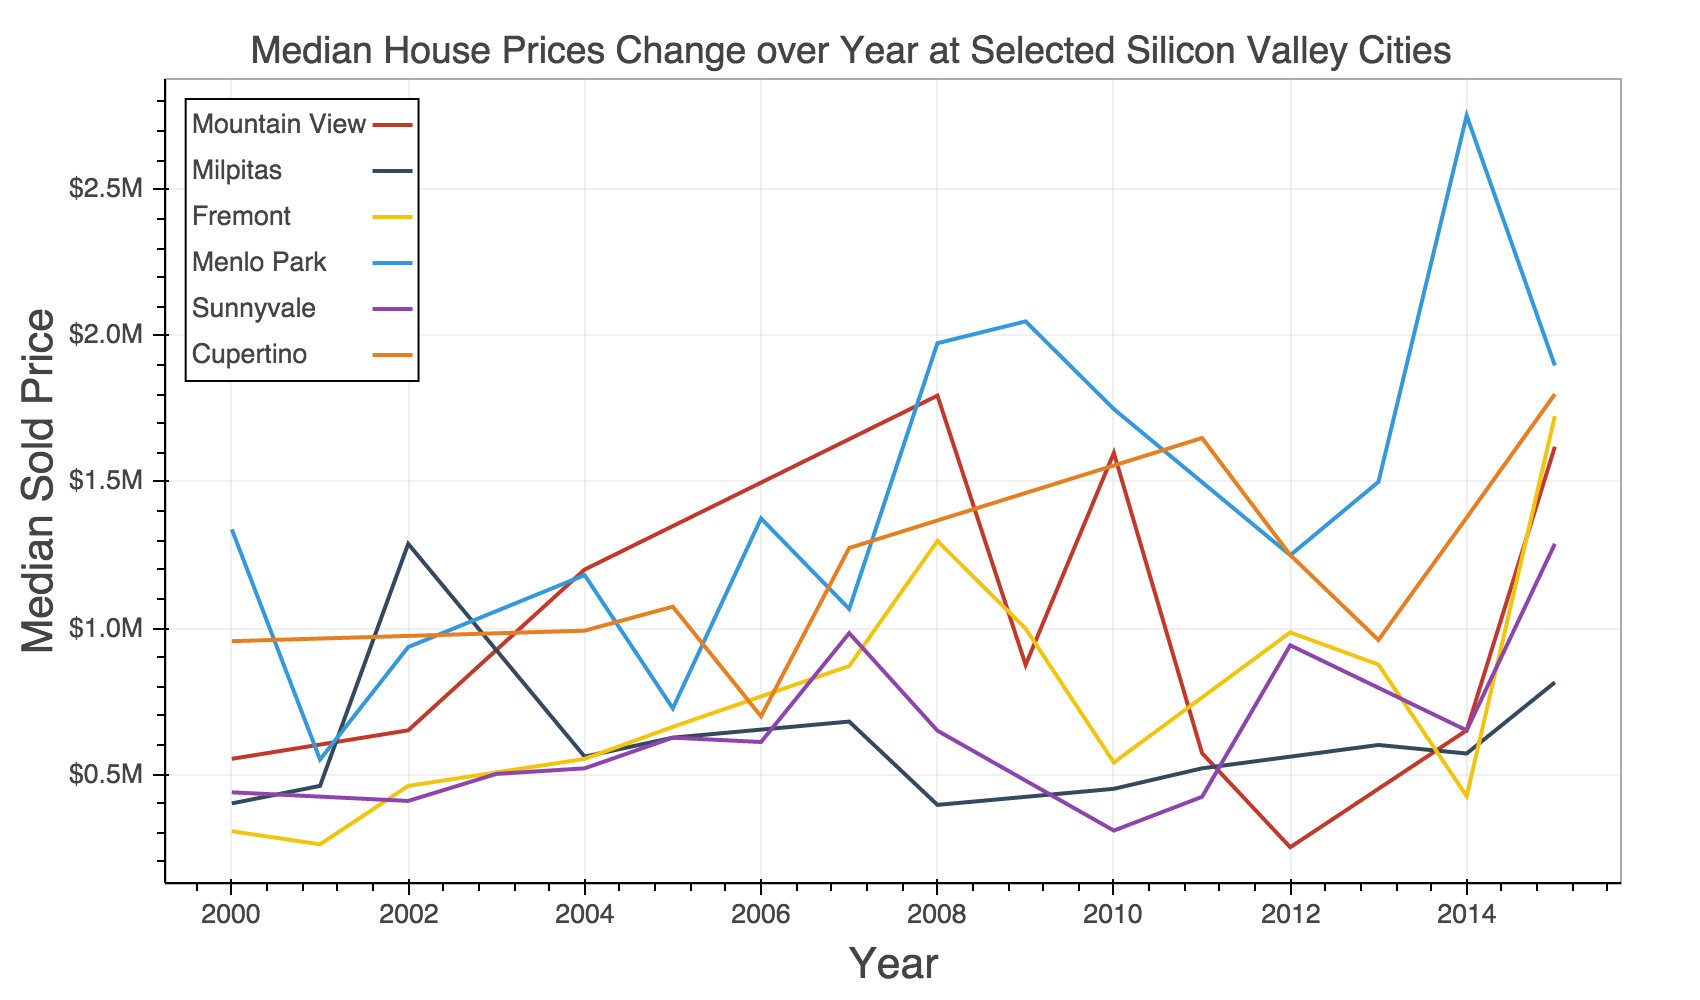 Median House Prices Change over Year at Selected Silicon Valley Cities
Mountain View
Milpitas
Fremont
Menlo Park
Sunnyvale
Cupertino
Median Sold Price
$2.5M
$2.0M
$1.5M
$1.0M
$0.5M
2000 2002 2004 2006 2008 2010 2012 2014
Year